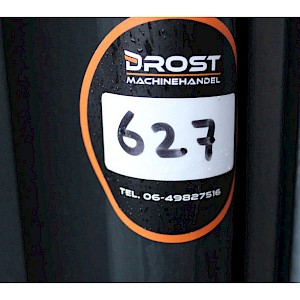 DROST
MACHINEHANDEL
627
TEL. 06-49827516